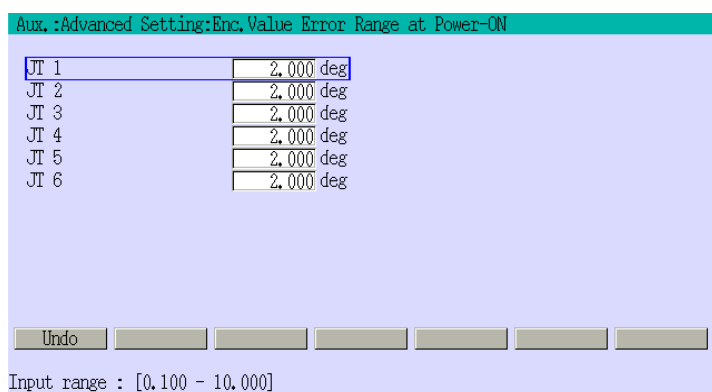 Aux.:Advanced Setting:Enc.Value Error Range at Power-ON
JT 1 2.000 deg
JT 2 2.000 deg
JT 3 2.000 deg
JT 4 2.000 deg
JT 5 2.000 deg
JT 6 2.000 deg
Undo
Input range : [0.100 - 10.000]